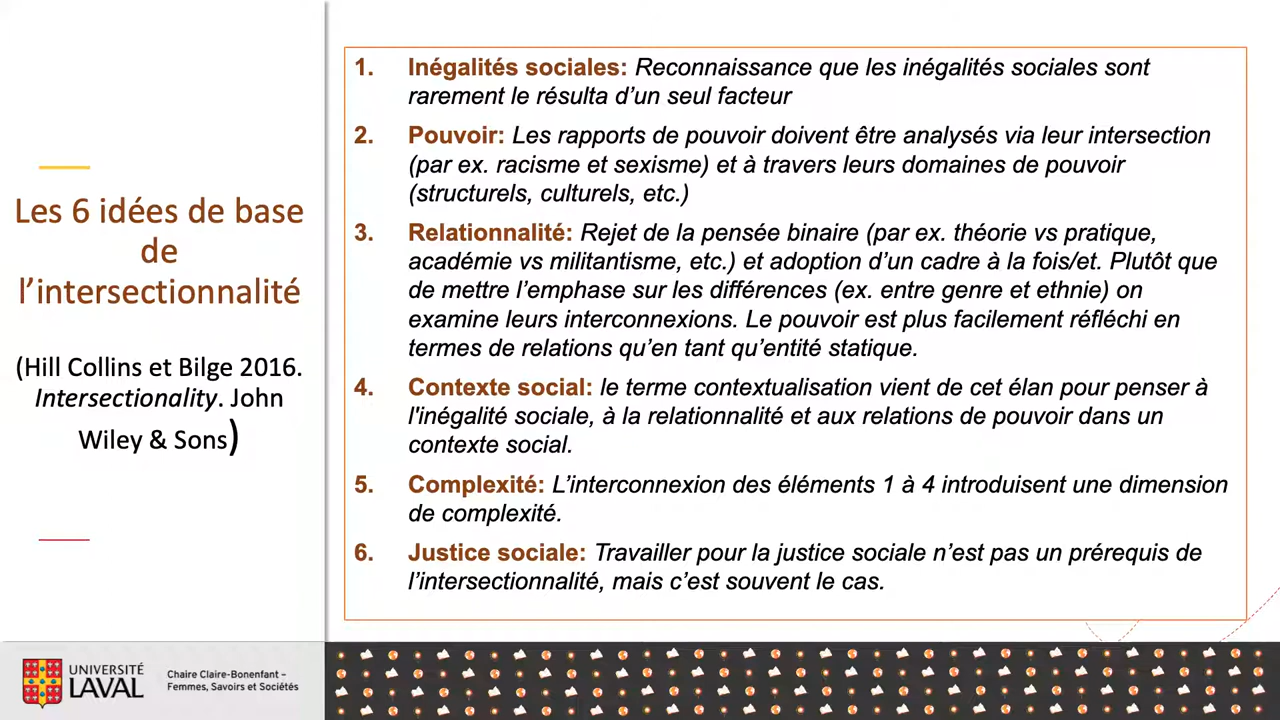 Les 6 idées de base
de
l’intersectionnalité
(Hill Collins et Bilge 2016.
Intersectionality. John
Wiley & Sons)
1. Inégalités sociales: Reconnaissance que les inégalités sociales sont
rarement le résulta d’un seul facteur
2. Pouvoir: Les rapports de pouvoir doivent être analysés via leur intersection
(par ex. racisme et sexisme) et à travers leurs domaines de pouvoir
(structurels, culturels, etc.)
3. Relationnalité: Rejet de la pensée binaire (par ex. théorie vs pratique,
académie vs militantisme, etc.) et adoption d’un cadre à la fois/et. Plutôt que
de mettre l’emphase sur les différences (ex. entre genre et ethnie) on
examine leurs interconnexions. Le pouvoir est plus facilement réfléchi en
termes de relations qu’en tant qu’entité statique.
4. Contexte social: le terme contextualisation vient de cet élan pour penser à
l'inégalité sociale, à la relationnalité et aux relations de pouvoir dans un
contexte social.
5. Complexité: L’interconnexion des éléments 1 à 4 introduisent une dimension
de complexité.
6. Justice sociale: Travailler pour la justice sociale n’est pas un prérequis de
l’intersectionnalité, mais c’est souvent le cas.
UNIVERSITÉ
LAVAL
Chaire Claire-Bonenfant –
Femmes, Savoirs et Sociétés